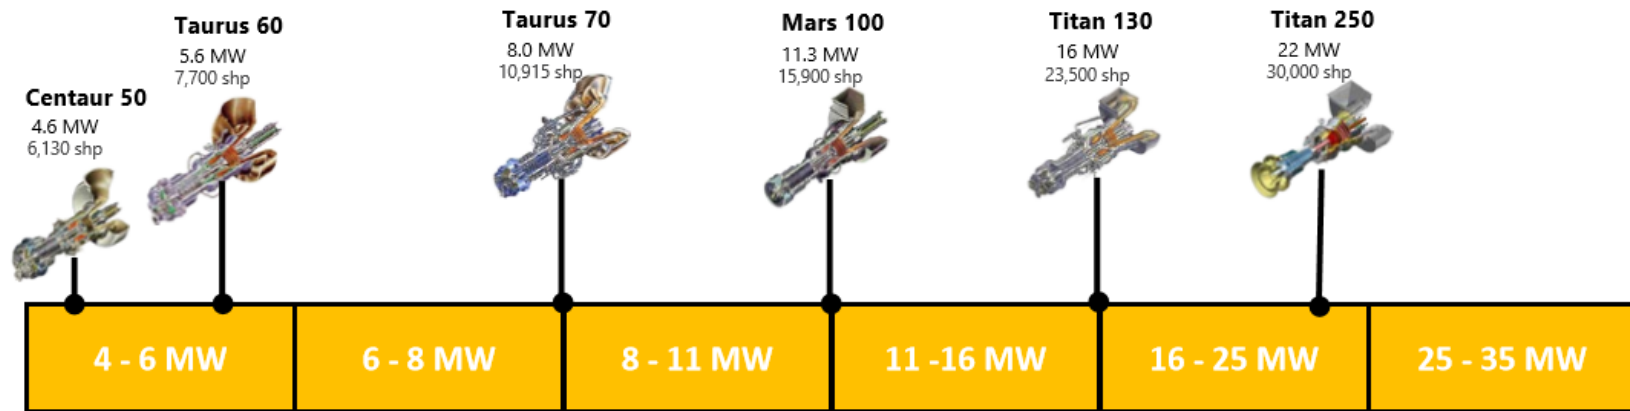 Centaur 50
4.6 MW
6,130 shp
Taurus 60
5.6 MW
7,700 shp
Taurus 70
8.0 MW
10,915 shp
Mars 100
11.3 MW
15,900 shp
Titan 130
16 MW
23,500 shp
Titan 250
22 MW
30,000 shp
4 - 6 MW
6 - 8 MW
8 - 11 MW
11 -16 MW
16 - 25 MW
25 - 35 MW